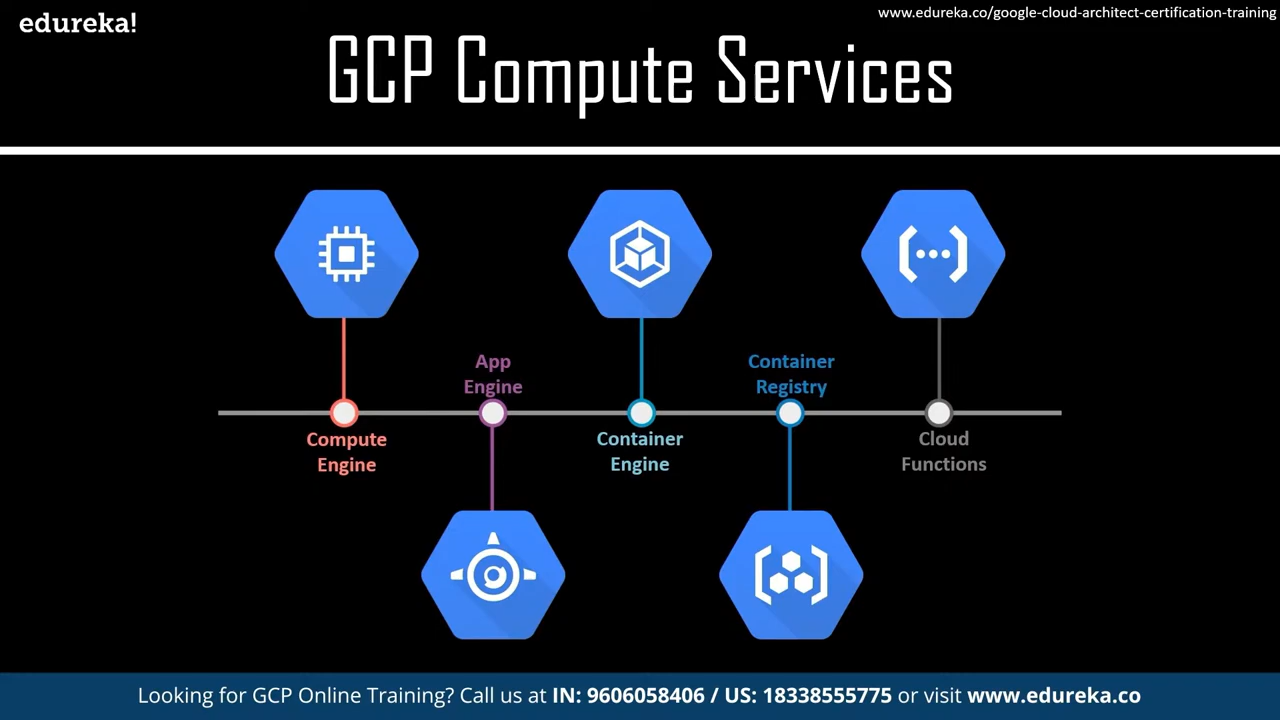 edureka!
www.edureka.co/google-cloud-architect-certification-training
GCP Compute Services
App
Engine
Container
Registry
Compute
Engine
Container
Engine
Cloud
Functions
Looking for GCP Online Training? Call us at IN: 9606058406 / US: 18338555775 or visit www.edureka.co